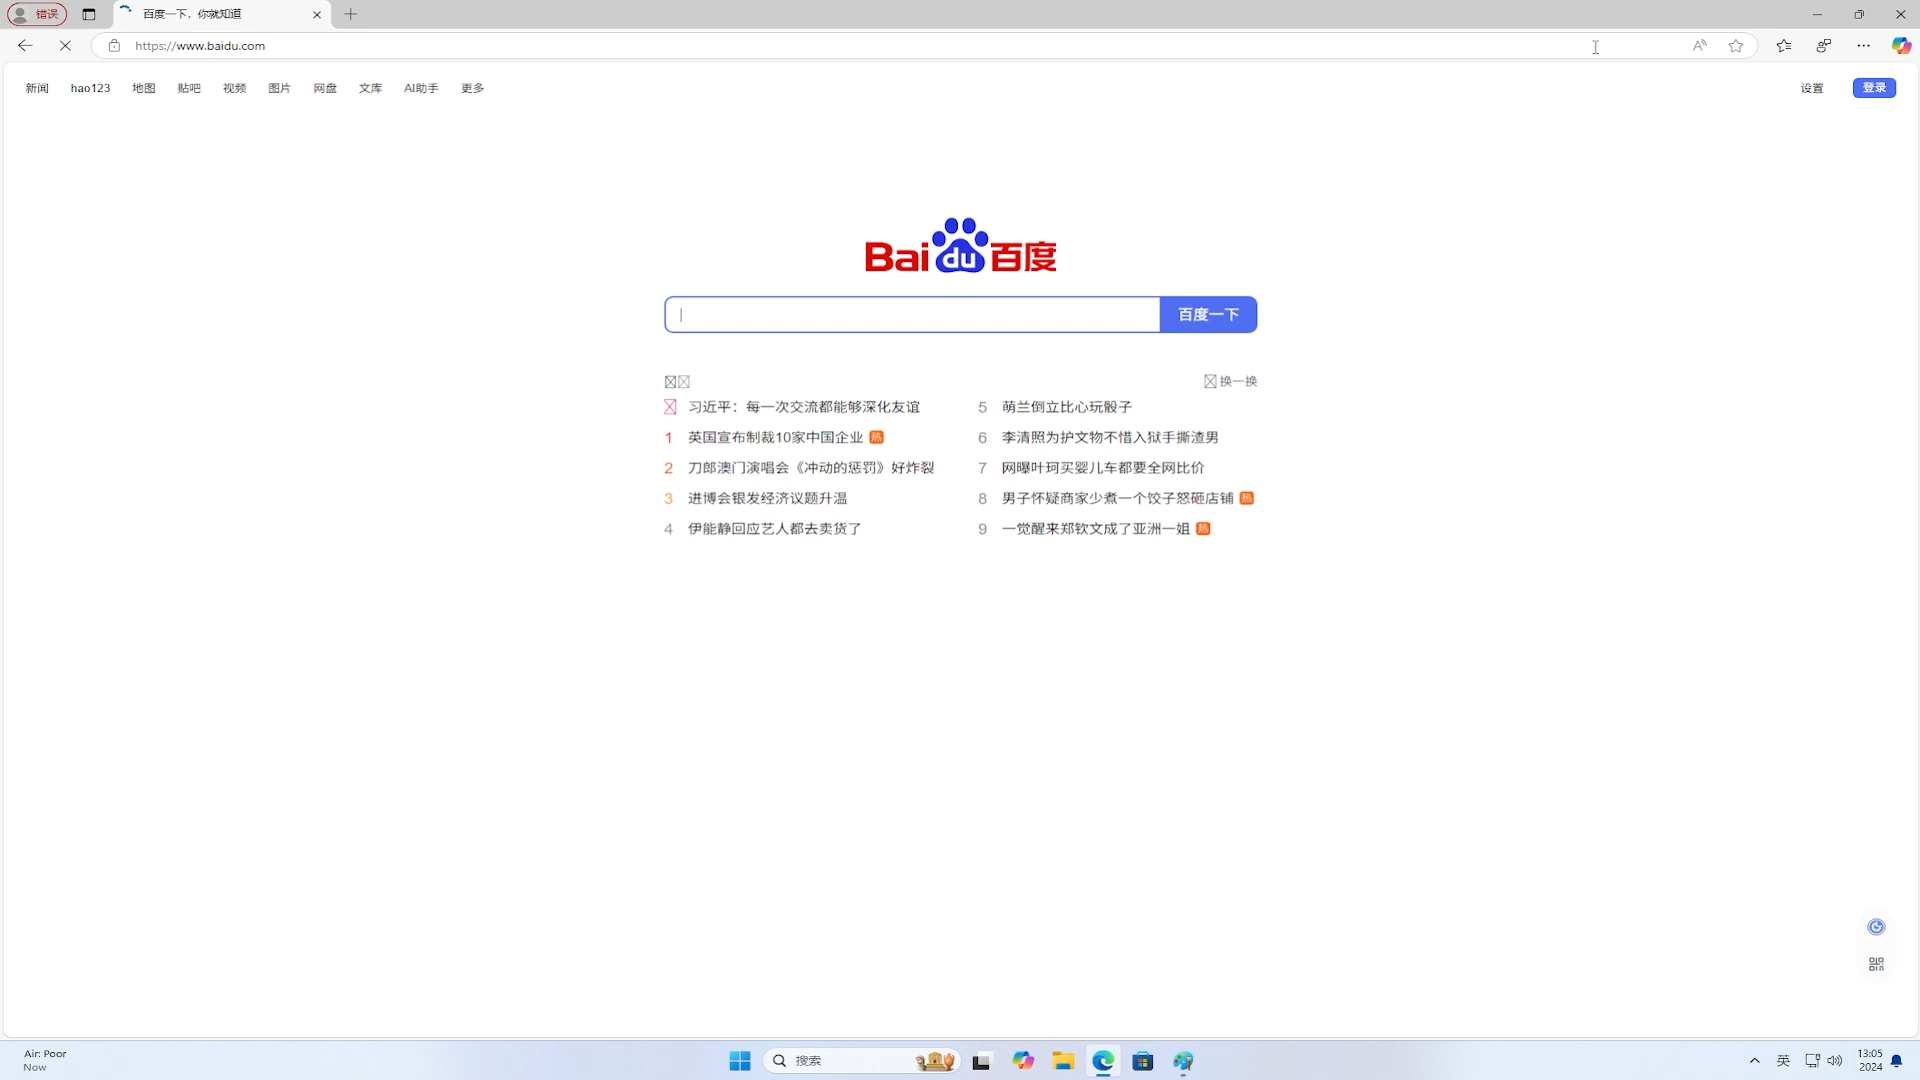 错误
百度一下，你就知道
https://www.baidu.com
新闻 hao123 地图 贴吧 视频 图片 网盘 文库 AI助手 更多
设置 登录
Bai du 百度
百度一下
换一换
习近平：每一次交流都能够深化友谊
1 英国宣布制裁10家中国企业 热
2 刀郎澳门演唱会《冲动的惩罚》好炸裂
3 进博会银发经济议题升温
4 伊能静回应艺人都去卖货了
5 萌兰倒立比心玩骰子
6 李清照为护文物不惜入狱手撕渣男
7 网曝叶珂买婴儿车都要全网比价
8 男子怀疑商家少煮一个饺子怒砸店铺 热
9 一觉醒来郑钦文成了亚洲一姐 热
Air: Poor
Now
搜索
英
13:05
2024